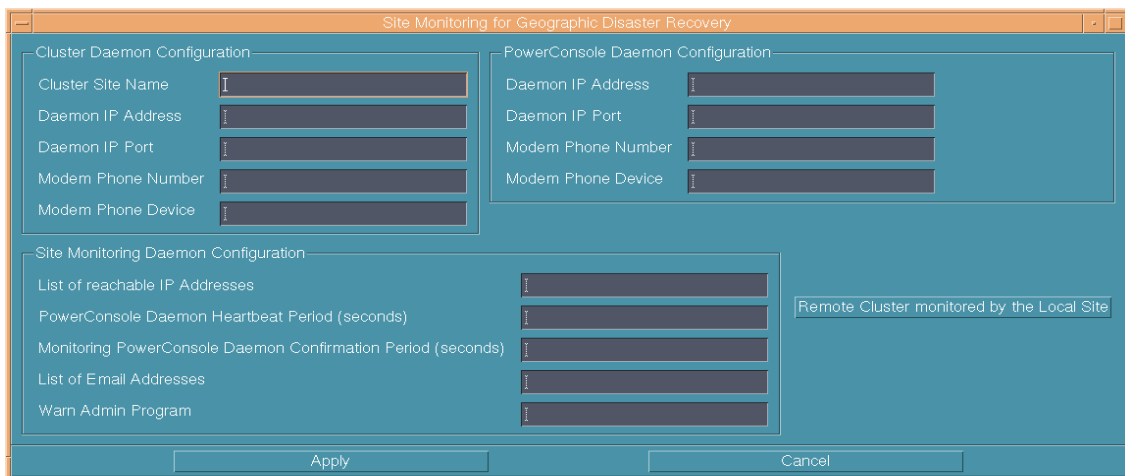 Site Monitoring for Geographic Disaster Recovery
Cluster Daemon Configuration
Cluster Site Name
Daemon IP Address
Daemon IP Port
Modem Phone Number
Modem Phone Device
PowerConsole Daemon Configuration
Daemon IP Address
Daemon IP Port
Modem Phone Number
Modem Phone Device
Site Monitoring Daemon Configuration
List of reachable IP Addresses
PowerConsole Daemon Heartbeat Period (seconds)
Monitoring PowerConsole Daemon Confirmation Period (seconds)
List of Email Addresses
Warn Admin Program
Remote Cluster monitored by the Local Site
Apply
Cancel